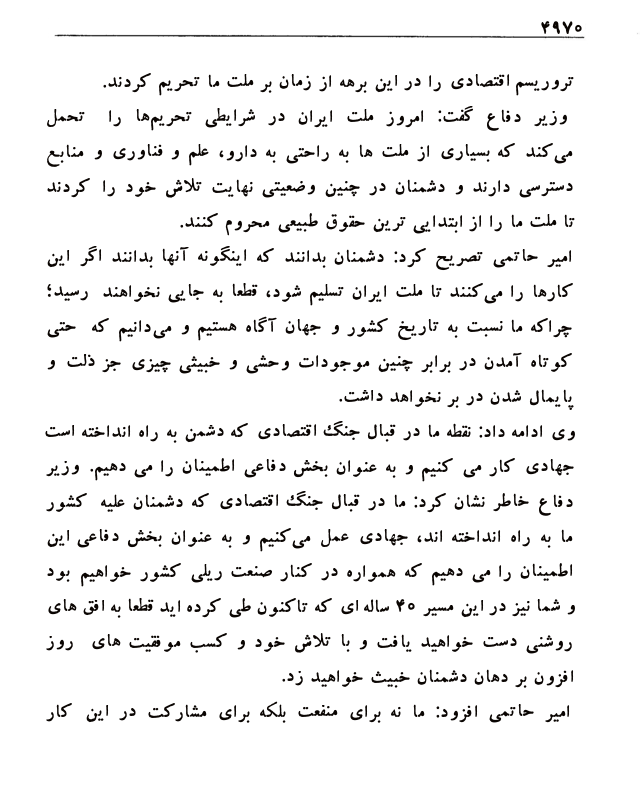 ۴۹۷۰
تروریسم اقتصادی را در این برهه از زمان بر ملت ما تحریم کردند.
وزیر دفاع گفت: امروز ملت ایران در شرایطی تحریم‌ها را تحمل
می‌کند که بسیاری از ملت ها به راحتی به دارو، علم و فناوری و منابع
دسترسی دارند و دشمنان در چنین وضعیتی نهایت تلاش خود را کردند
تا ملت ما را از ابتدایی ترین حقوق طبیعی محروم کنند.
امیر حاتمی تصریح کرد: دشمنان بدانند که اینگونه آنها بدانند اگر این
کارها را می‌کنند تا ملت ایران تسلیم شود، قطعا به جایی نخواهند رسید؛
چراکه ما نسبت به تاریخ کشور و جهان آگاه هستیم و می‌دانیم که حتی
کوتاه آمدن در برابر چنین موجودات وحشی و خبیثی چیزی جز ذلت و
پایمال شدن در بر نخواهد داشت.
وی ادامه داد: نقطه ما در قبال جنگ اقتصادی که دشمن به راه انداخته است
جهادی کار می کنیم و به عنوان بخش دفاعی اطمینان را می دهیم. وزیر
دفاع خاطر نشان کرد: ما در قبال جنگ اقتصادی که دشمنان علیه کشور
ما به راه انداخته اند، جهادی عمل می‌کنیم و به عنوان بخش دفاعی این
اطمینان را می دهیم که همواره در کنار صنعت ریلی کشور خواهیم بود
و شما نیز در این مسیر ۴۰ ساله ای که تاکنون طی کرده اید قطعا به افق های
روشنی دست خواهید یافت و با تلاش خود و کسب موفقیت های روز
افزون بر دهان دشمنان خبیث خواهید زد.
امیر حاتمی افزود: ما نه برای منفعت بلکه برای مشارکت در این کار